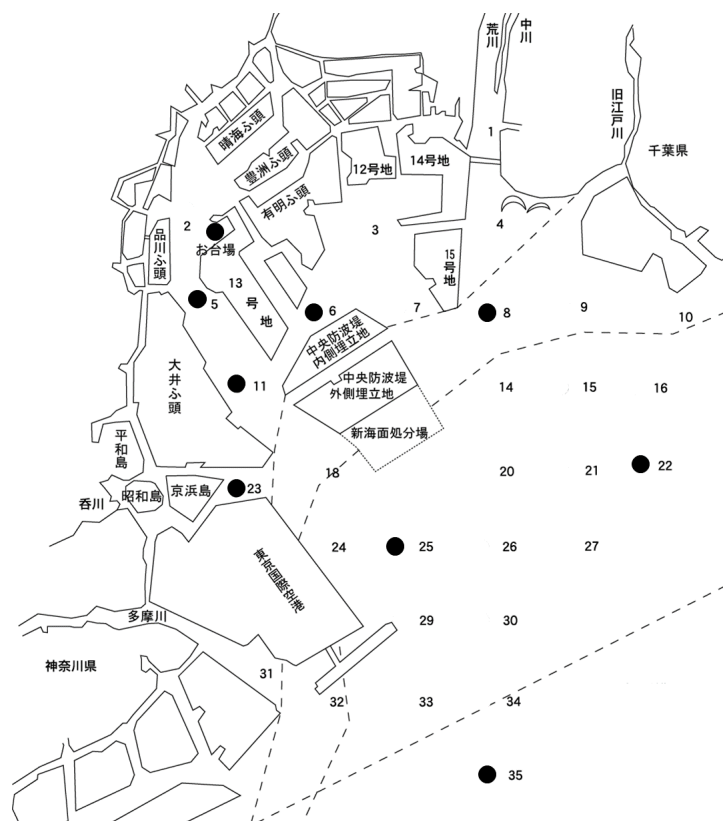 荒川
中川
旧江戸川
千葉県
晴海ふ頭
豊洲ふ頭
有明ふ頭
12号地
14号地
1
2
お台場
品川ふ頭
3
4
15号地
13号地
5
6
7
8
9
10
中央防波堤
内側埋立地
大井ふ頭
11
中央防波堤
外側埋立地
14
15
16
新海面処分場
平和島
18
20
21
22
呑川
昭和島
京浜島
23
24
25
26
27
東京国際空港
多摩川
29
30
神奈川県
31
32
33
34
35